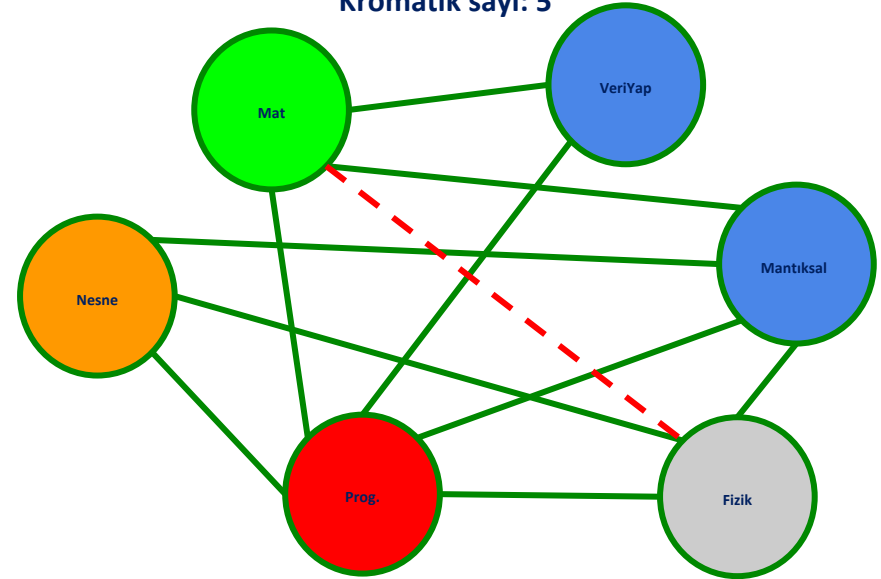 Kromatik sayı: 5
Mat
VeriYap
Mantıksal
Nesne
Prog.
Fizik